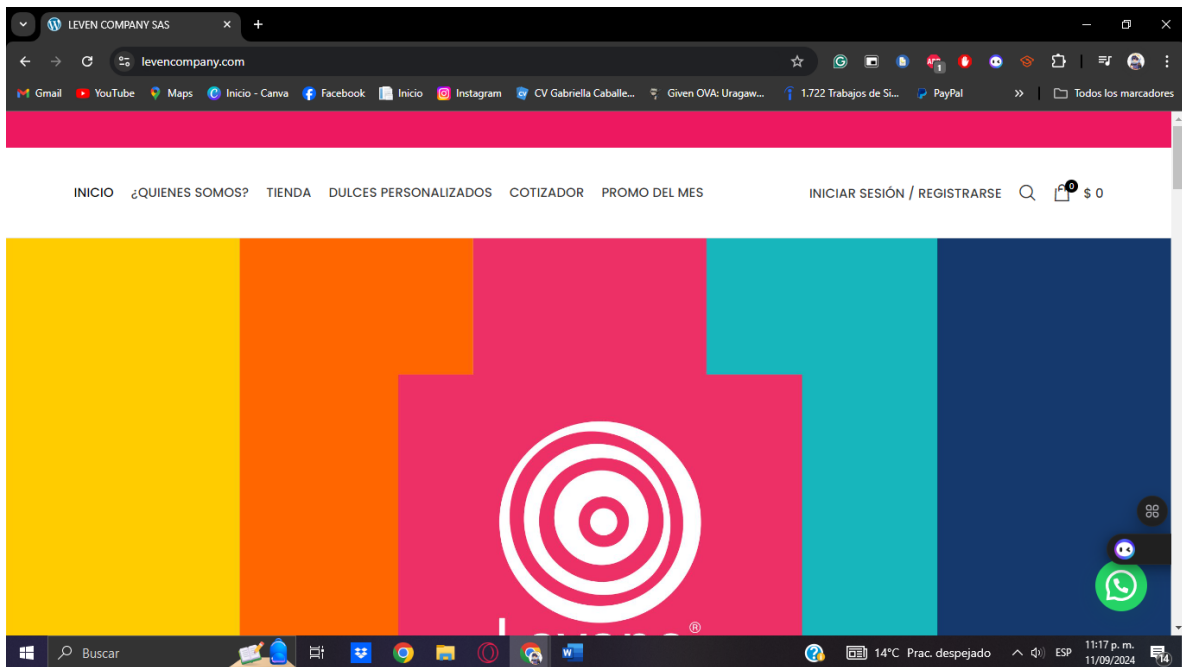 LEVEN COMPANY SAS
levencompany.com
Gmail YouTube Maps Inicio - Canva Facebook Inicio Instagram CV Gabriella Caballe... Given OVA: Uragaw... 1.722 Trabajos de Si... PayPal » Todos los marcadores
INICIO ¿QUIENES SOMOS? TIENDA DULCES PERSONALIZADOS COTIZADOR PROMO DEL MES INICIAR SESIÓN / REGISTRARSE 0 $ 0
®
Buscar 14°C Prac. despejado ESP 11:17 p. m.
11/09/2024 14